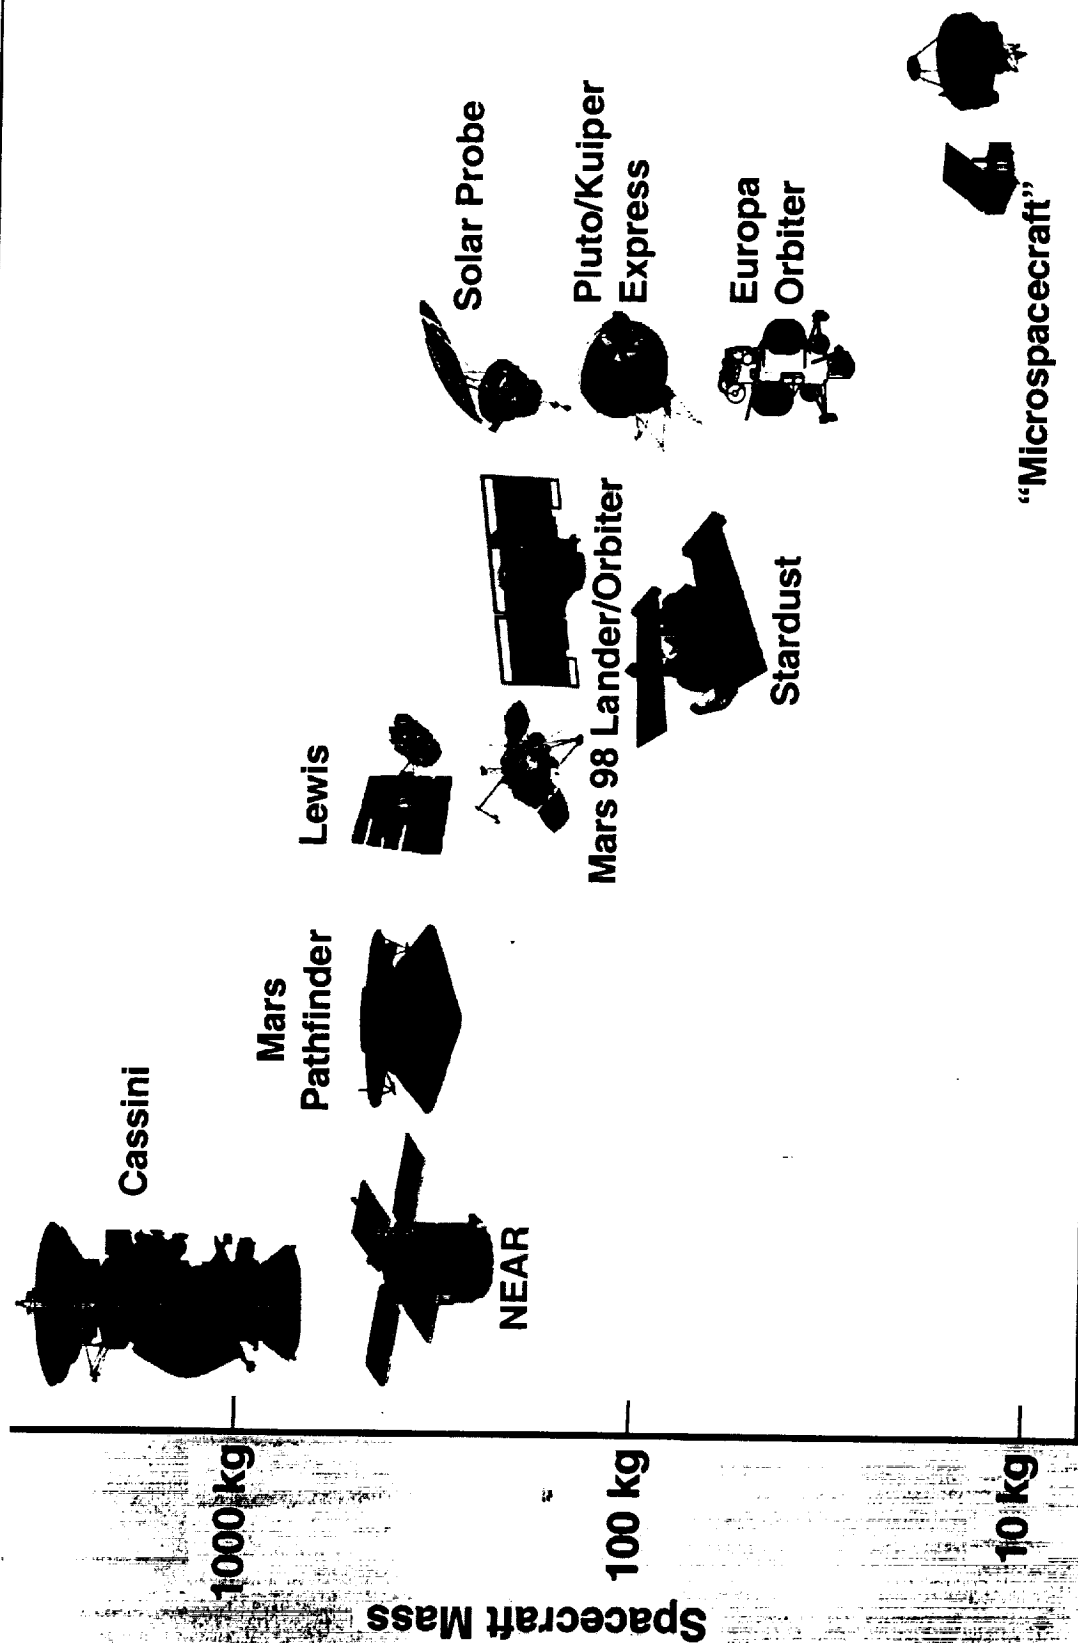 Spacecraft Mass
1000 kg
100 kg
10 kg
Cassini
NEAR
Mars
Pathfinder
Lewis
Mars 98 Lander/Orbiter
Stardust
Solar Probe
Pluto/Kuiper
Express
Europa
Orbiter
“Microspacecraft”